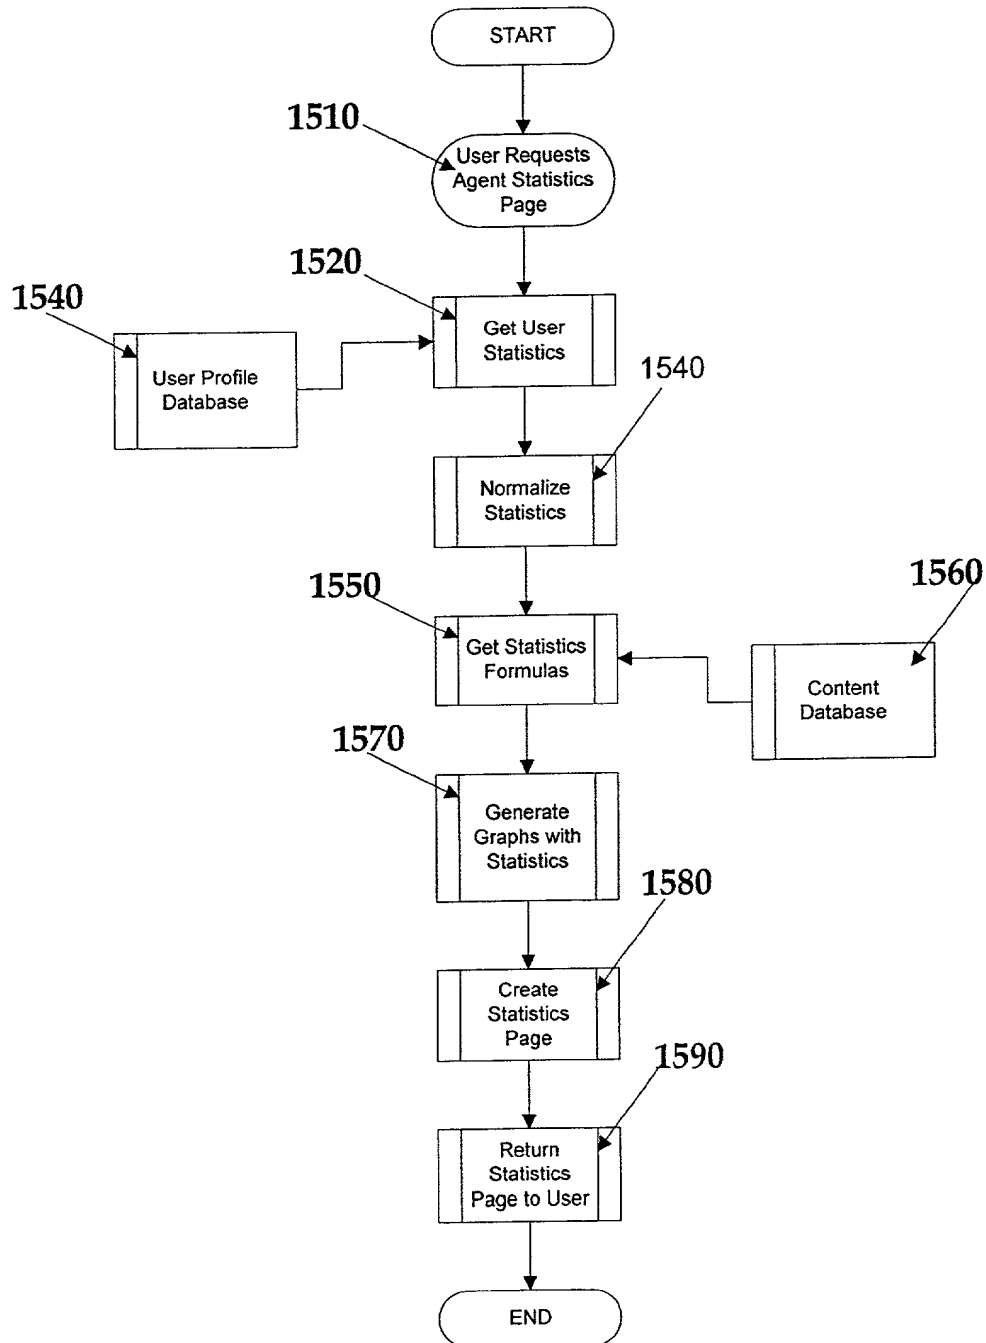 START
1510
User Requests
Agent Statistics
Page
1520
1540
Get User
Statistics
User Profile
Database
1540
Normalize
Statistics
1550
1560
Get Statistics
Formulas
Content
Database
1570
Generate
Graphs with
Statistics
1580
Create
Statistics
Page
1590
Return
Statistics
Page to User
END